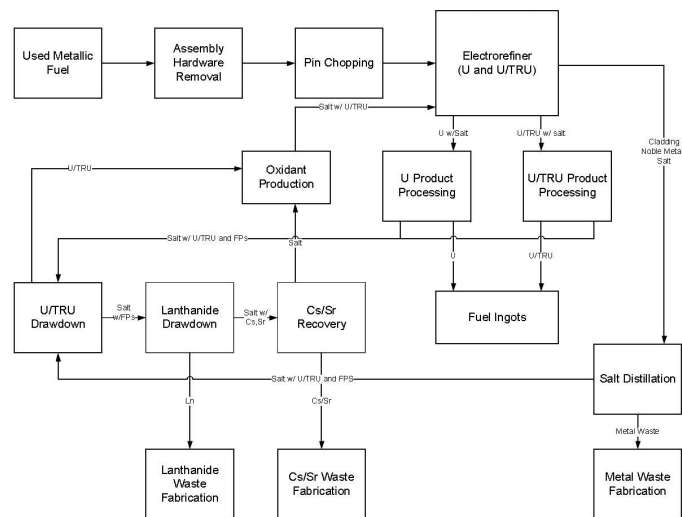 Used Metallic
Fuel
Assembly
Hardware
Removal
Pin Chopping
Electrorefiner
(U and U/TRU)
Salt w/ U/TRU
U w/Salt
U/TRU w/ salt
Cladding
Noble Metal
Salt
U/TRU
Oxidant
Production
U Product
Processing
U/TRU Product
Processing
Salt w/ U/TRU and FPs
Salt
U
U/TRU
U/TRU
Drawdown
Salt
w/FPs
Lanthanide
Drawdown
Salt w/
Cs,Sr
Cs/Sr
Recovery
Fuel Ingots
Salt w/ U/TRU and FPS
Salt Distillation
Ln
Cs/Sr
Metal Waste
Lanthanide
Waste
Fabrication
Cs/Sr Waste
Fabrication
Metal Waste
Fabrication